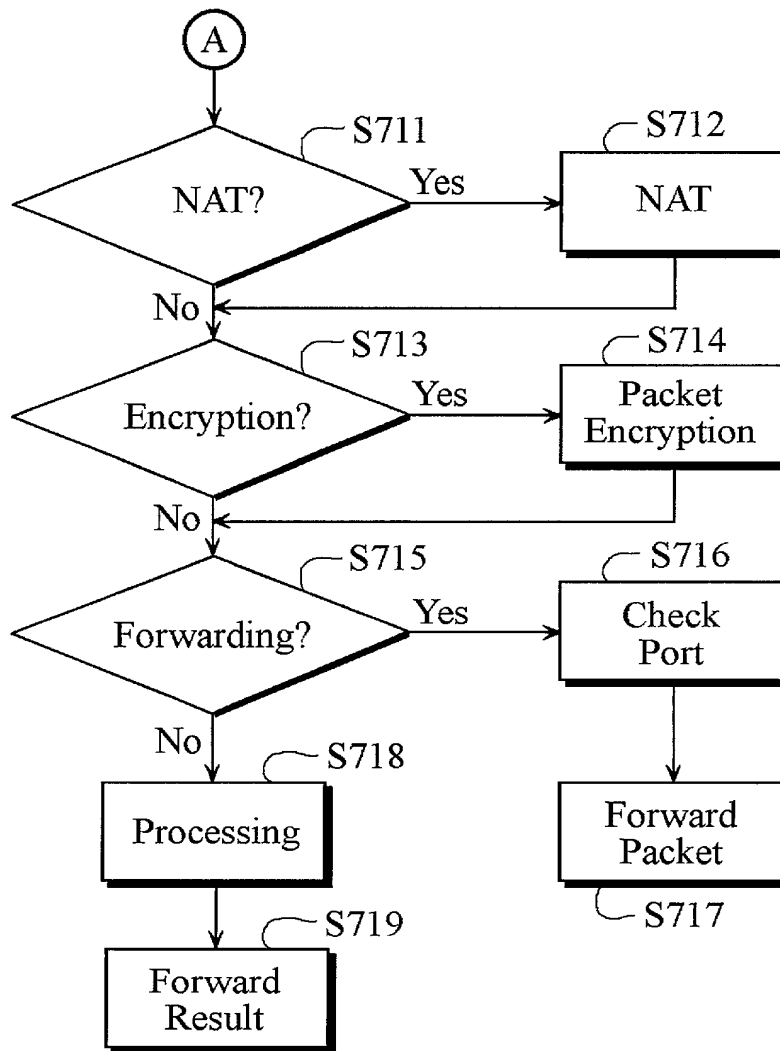 A
S711
S712
NAT?
Yes
NAT
No
S713
S714
Encryption?
Yes
Packet
Encryption
No
S715
S716
Forwarding?
Yes
Check
Port
No
S718
Processing
Forward
Packet
S717
S719
Forward
Result